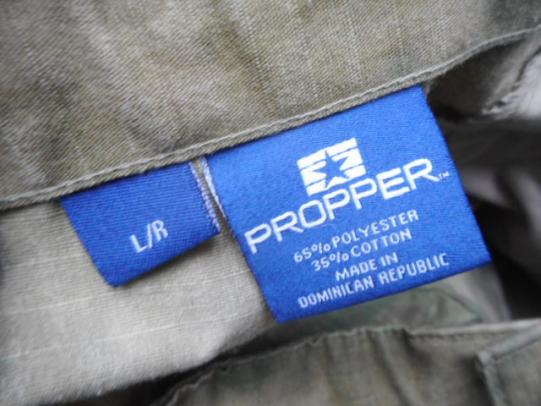 L/R
PROPPER™
65% POLYESTER
35% COTTON
MADE IN
DOMINICAN REPUBLIC